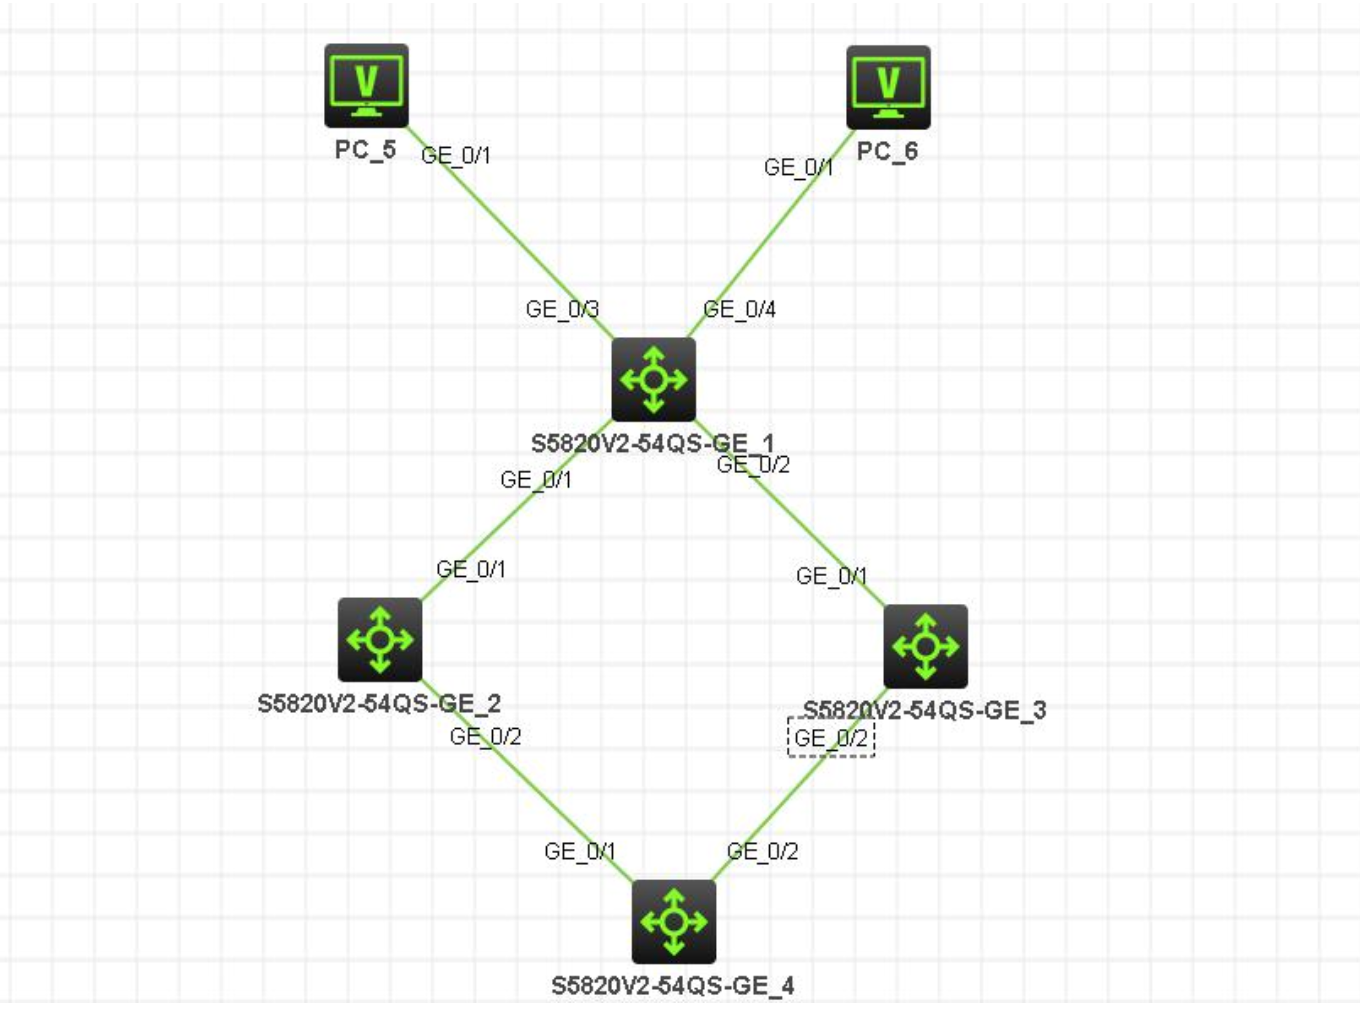 V
V
PC_5
PC_6
GE_0/1
GE_0/1
GE_0/3
GE_0/4
S5820V2-54QS-GE_1
GE_0/2
GE_0/1
GE_0/1
GE_0/1
S5820V2-54QS-GE_2
S5820V2-54QS-GE_3
GE_0/2
GE_0/2
GE_0/1
GE_0/2
S5820V2-54QS-GE_4